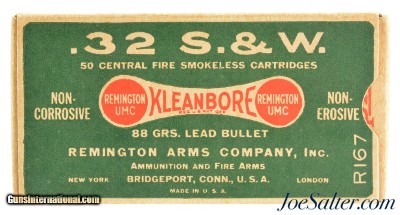 .32 S.&W.
50 CENTRAL FIRE SMOKELESS CARTRIDGES
NON-
CORROSIVE
REMINGTON
UMC
KLEANBORE
REMINGTON
UMC
NON-
EROSIVE
88 GRS. LEAD BULLET
REMINGTON ARMS COMPANY, INC.
AMMUNITION AND FIRE ARMS
NEW YORK BRIDGEPORT, CONN., U. S. A. LONDON
MADE IN U. S. A.
R167
GunsInternational.com
JoeSalter.com